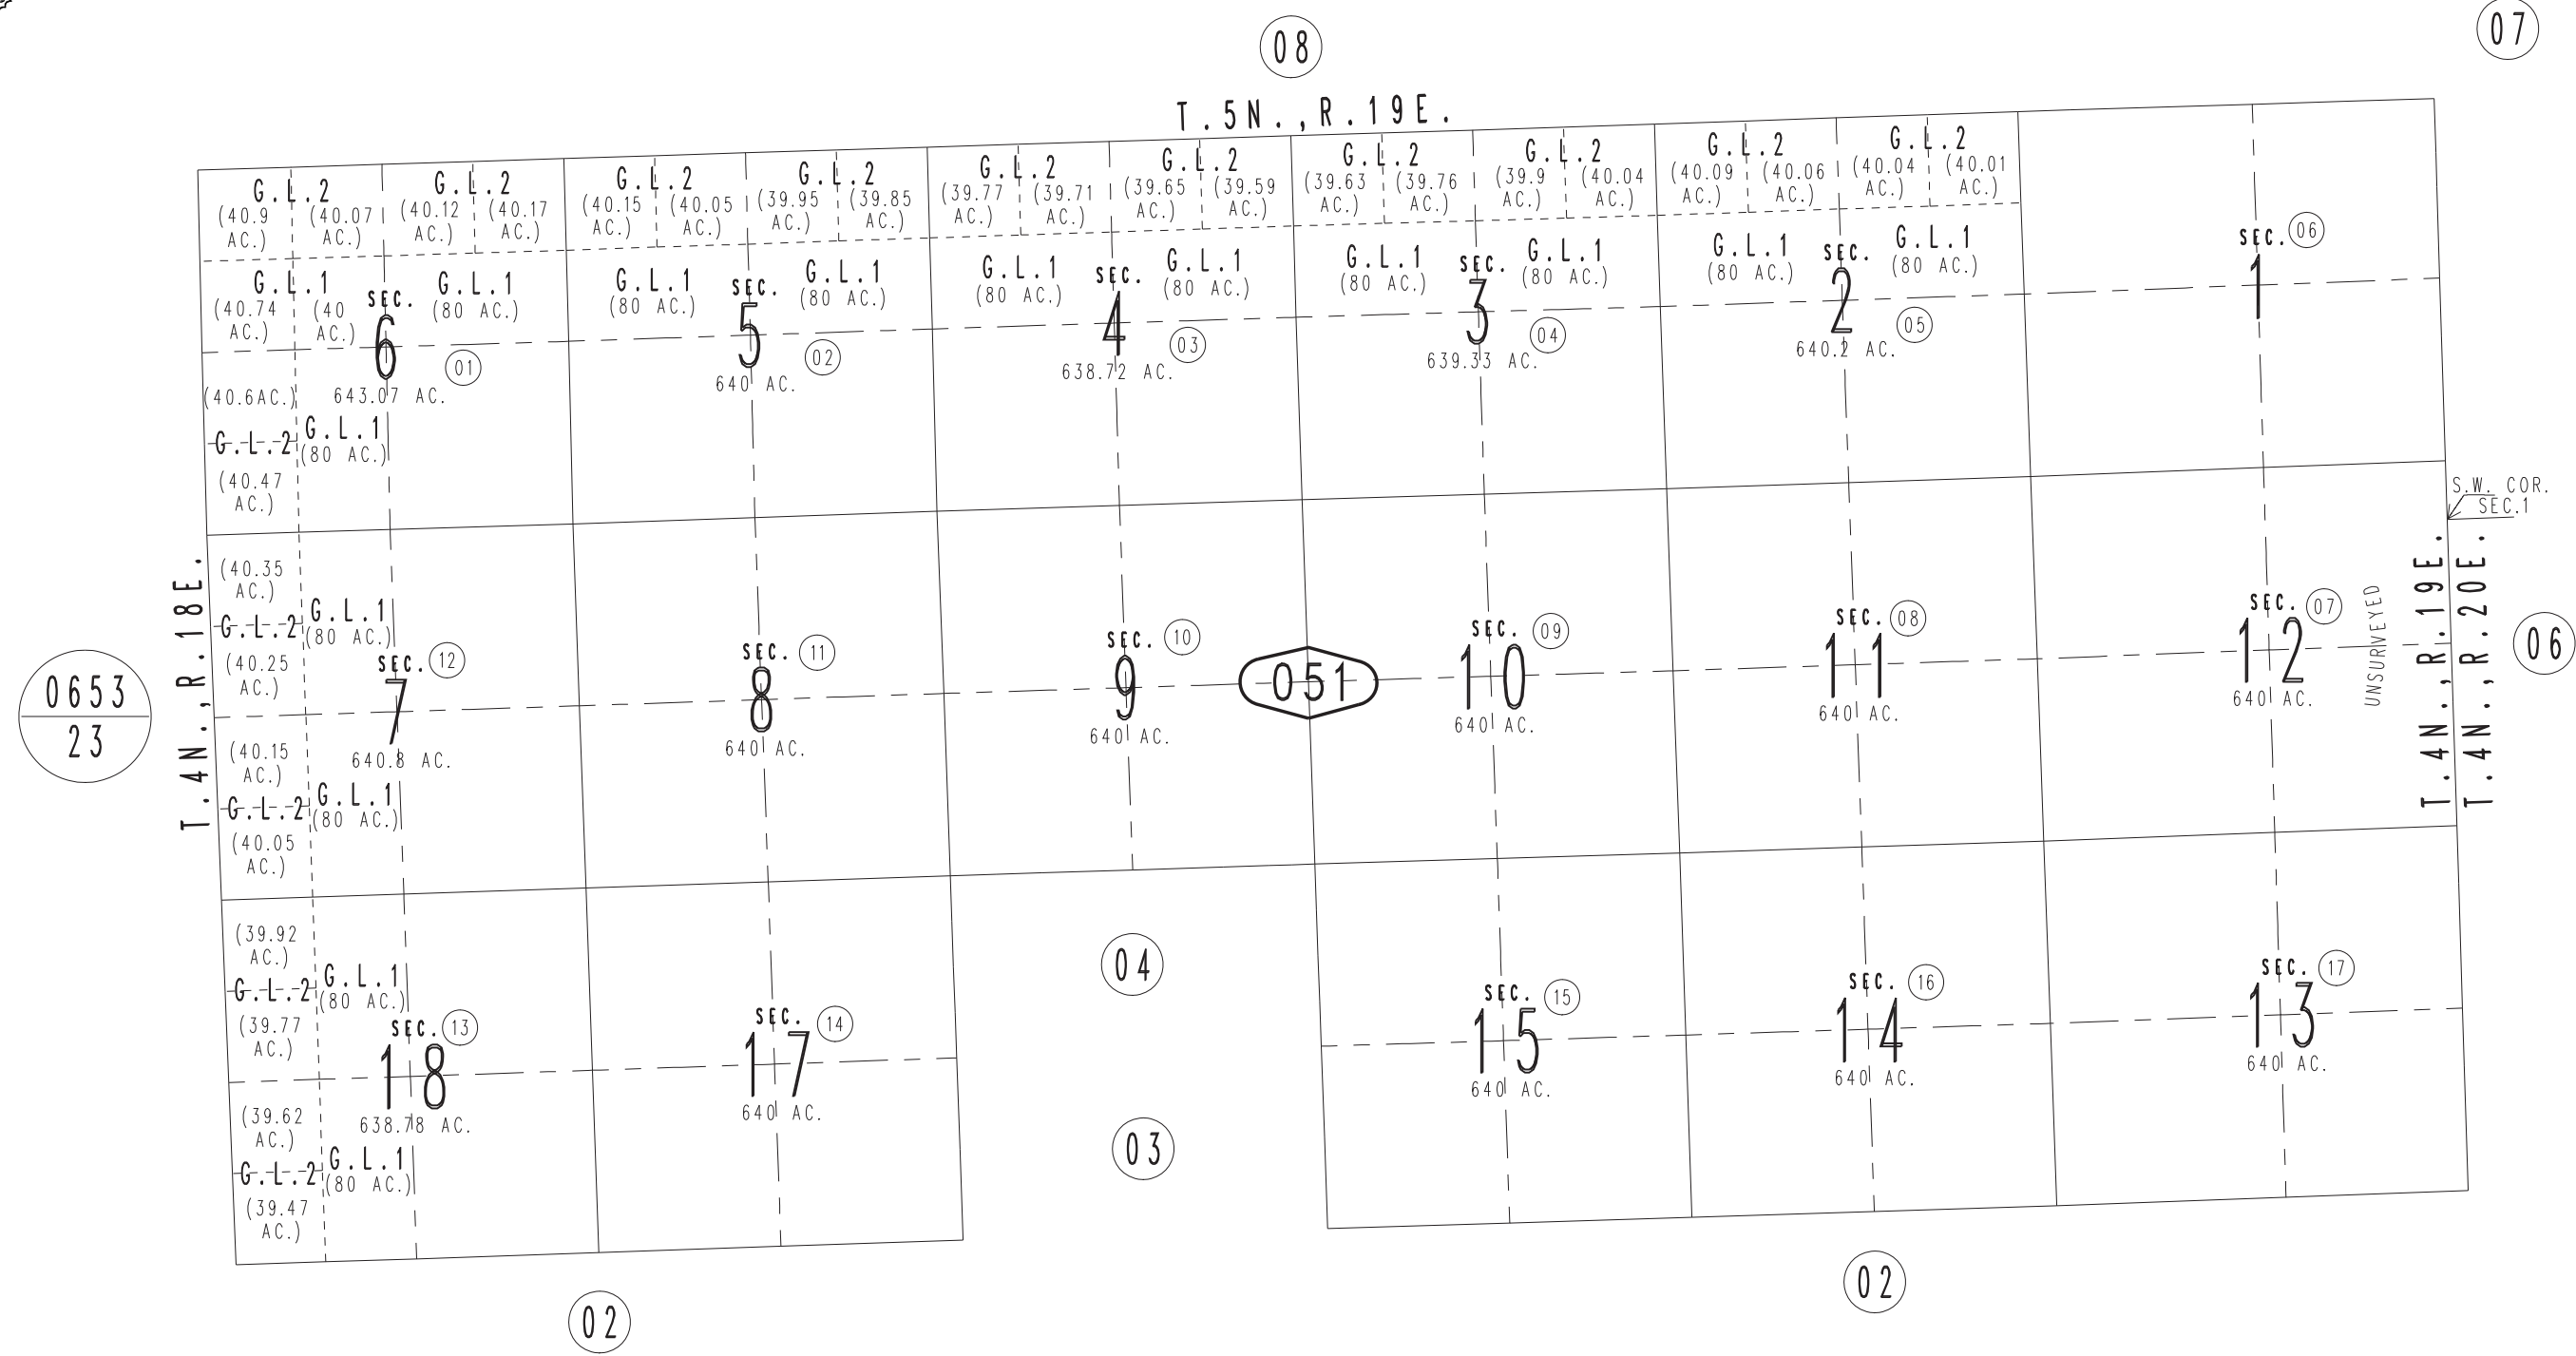 08
07
T.5N.,R.19E.
G.L.2
(40.9
AC.)
(40.07
AC.)
G.L.2
(40.12
AC.)
(40.17
AC.)
G.L.2
(40.15
AC.)
(40.05
AC.)
G.L.2
(39.95
AC.)
(39.85
AC.)
G.L.2
(39.77
AC.)
(39.71
AC.)
G.L.2
(39.65
AC.)
(39.59
AC.)
G.L.2
(39.63
AC.)
(39.76
AC.)
G.L.2
(39.9
AC.)
(40.04
AC.)
G.L.2
(40.09
AC.)
(40.06
AC.)
G.L.2
(40.04
AC.)
(40.01
AC.)
G.L.1
(40.74
AC.)
(40
AC.)
SEC.
6
01
643.07 AC.
G.L.1
(80 AC.)
G.L.1
(80 AC.)
SEC.
5
02
640 AC.
G.L.1
(80 AC.)
G.L.1
(80 AC.)
SEC.
4
03
638.72 AC.
G.L.1
(80 AC.)
G.L.1
(80 AC.)
SEC.
3
04
639.33 AC.
G.L.1
(80 AC.)
G.L.1
(80 AC.)
SEC.
2
05
640.2 AC.
G.L.1
(80 AC.)
SEC.
06
1
(40.6AC.)
G.L.2
(40.47
AC.)
G.L.1
(80 AC.)
S.W. COR.
SEC.1
T.4N.,R.18E.
0653
23
(40.35
AC.)
G.L.2
(40.25
AC.)
G.L.1
(80 AC.)
SEC.
12
7
640.8 AC.
(40.15
AC.)
G.L.2
(40.05
AC.)
G.L.1
(80 AC.)
SEC.
11
8
640 AC.
SEC.
10
9
640 AC.
051
SEC.
09
10
640 AC.
SEC.
08
11
640 AC.
SEC.
07
12
640 AC.
UNSURVEYED
T.4N.,R.19E.
T.4N.,R.20E.
06
(39.92
AC.)
G.L.2
(39.77
AC.)
G.L.1
(80 AC.)
SEC.
13
18
638.78 AC.
(39.62
AC.)
G.L.2
(39.47
AC.)
G.L.1
(80 AC.)
SEC.
14
17
640 AC.
04
03
SEC.
15
15
640 AC.
SEC.
16
14
640 AC.
SEC.
17
13
640 AC.
02
02